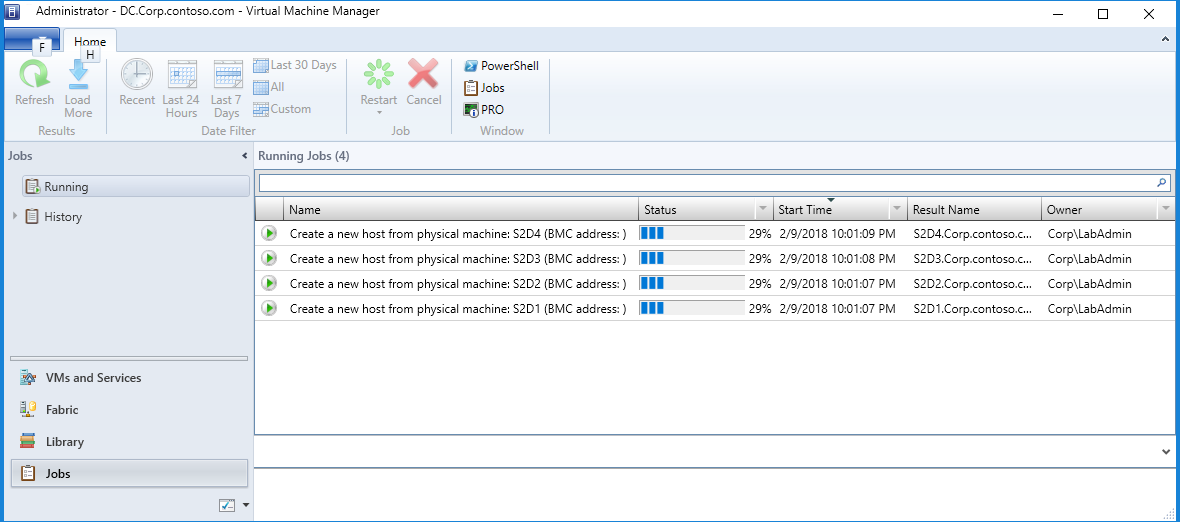 Administrator - DC.Corp.contoso.com - Virtual Machine Manager
F
Home
H
Refresh
Load More
Results
Recent
Last 24 Hours
Last 7 Days
Last 30 Days
All
Custom
Date Filter
Restart
Cancel
Job
PowerShell
Jobs
PRO
Window
Jobs
Running
History
VMs and Services
Fabric
Library
Jobs
Running Jobs (4)
Name Status Start Time Result Name Owner
Create a new host from physical machine: S2D4 (BMC address: ) 29% 2/9/2018 10:01:09 PM S2D4.Corp.contoso.c... Corp\LabAdmin
Create a new host from physical machine: S2D3 (BMC address: ) 29% 2/9/2018 10:01:08 PM S2D3.Corp.contoso.c... Corp\LabAdmin
Create a new host from physical machine: S2D2 (BMC address: ) 29% 2/9/2018 10:01:07 PM S2D2.Corp.contoso.c... Corp\LabAdmin
Create a new host from physical machine: S2D1 (BMC address: ) 29% 2/9/2018 10:01:07 PM S2D1.Corp.contoso.c... Corp\LabAdmin